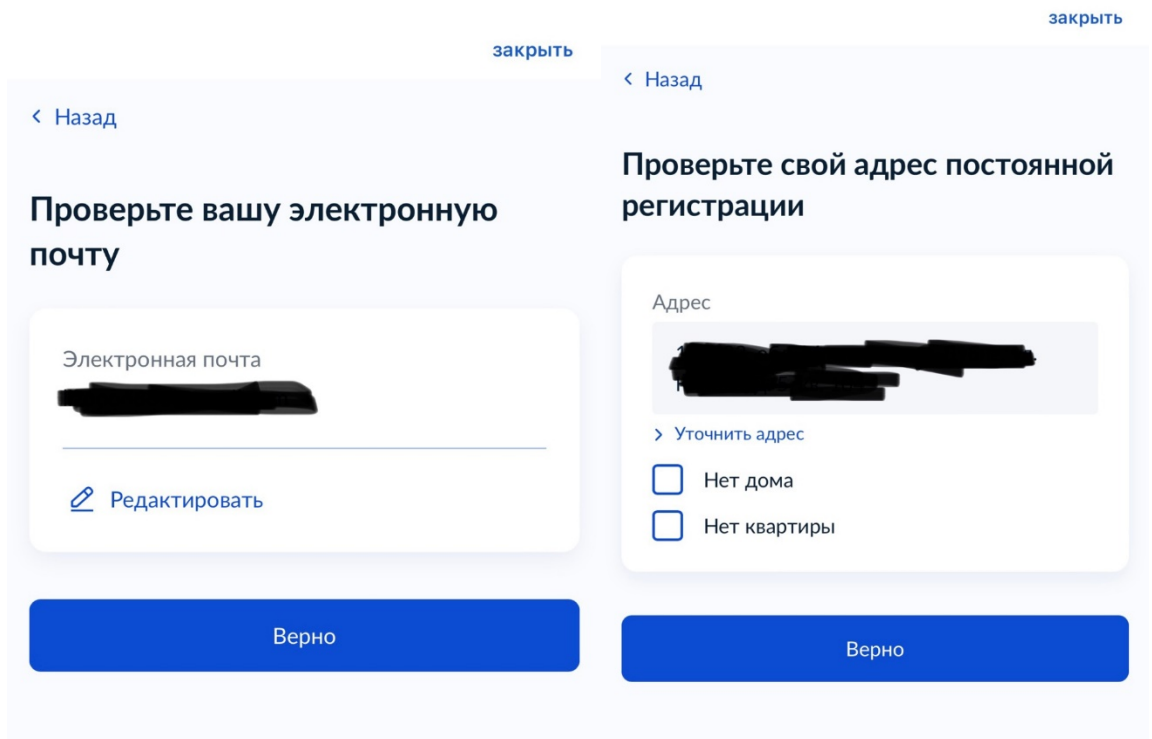 закрыть
< Назад
Проверьте вашу электронную
почту
Электронная почта
Редактировать
Верно
закрыть
< Назад
Проверьте свой адрес постоянной
регистрации
Адрес
> Уточнить адрес
Нет дома
Нет квартиры
Верно